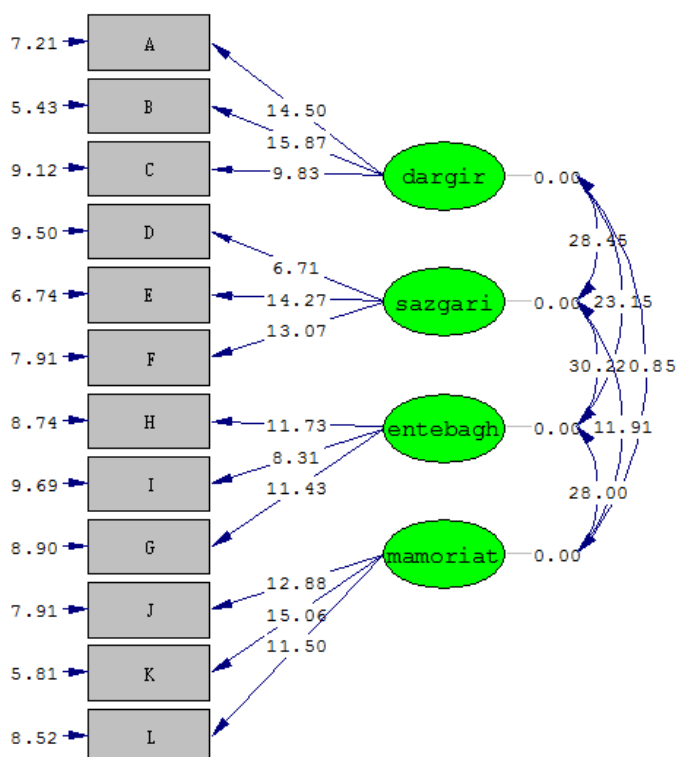 7.21 A
5.43 B 14.50
15.87
9.12 C 9.83 dargir 0.00
9.50 D 28.45
6.71
6.74 E 14.27 sazgari 0.00 23.15
13.07
7.91 F 30.220.85
8.74 H 11.73 entebagh 0.00 11.91
8.31
9.69 I 11.43 28.00
8.90 G mamoriat 0.00
12.88
7.91 J 15.06
11.50
5.81 K
8.52 L